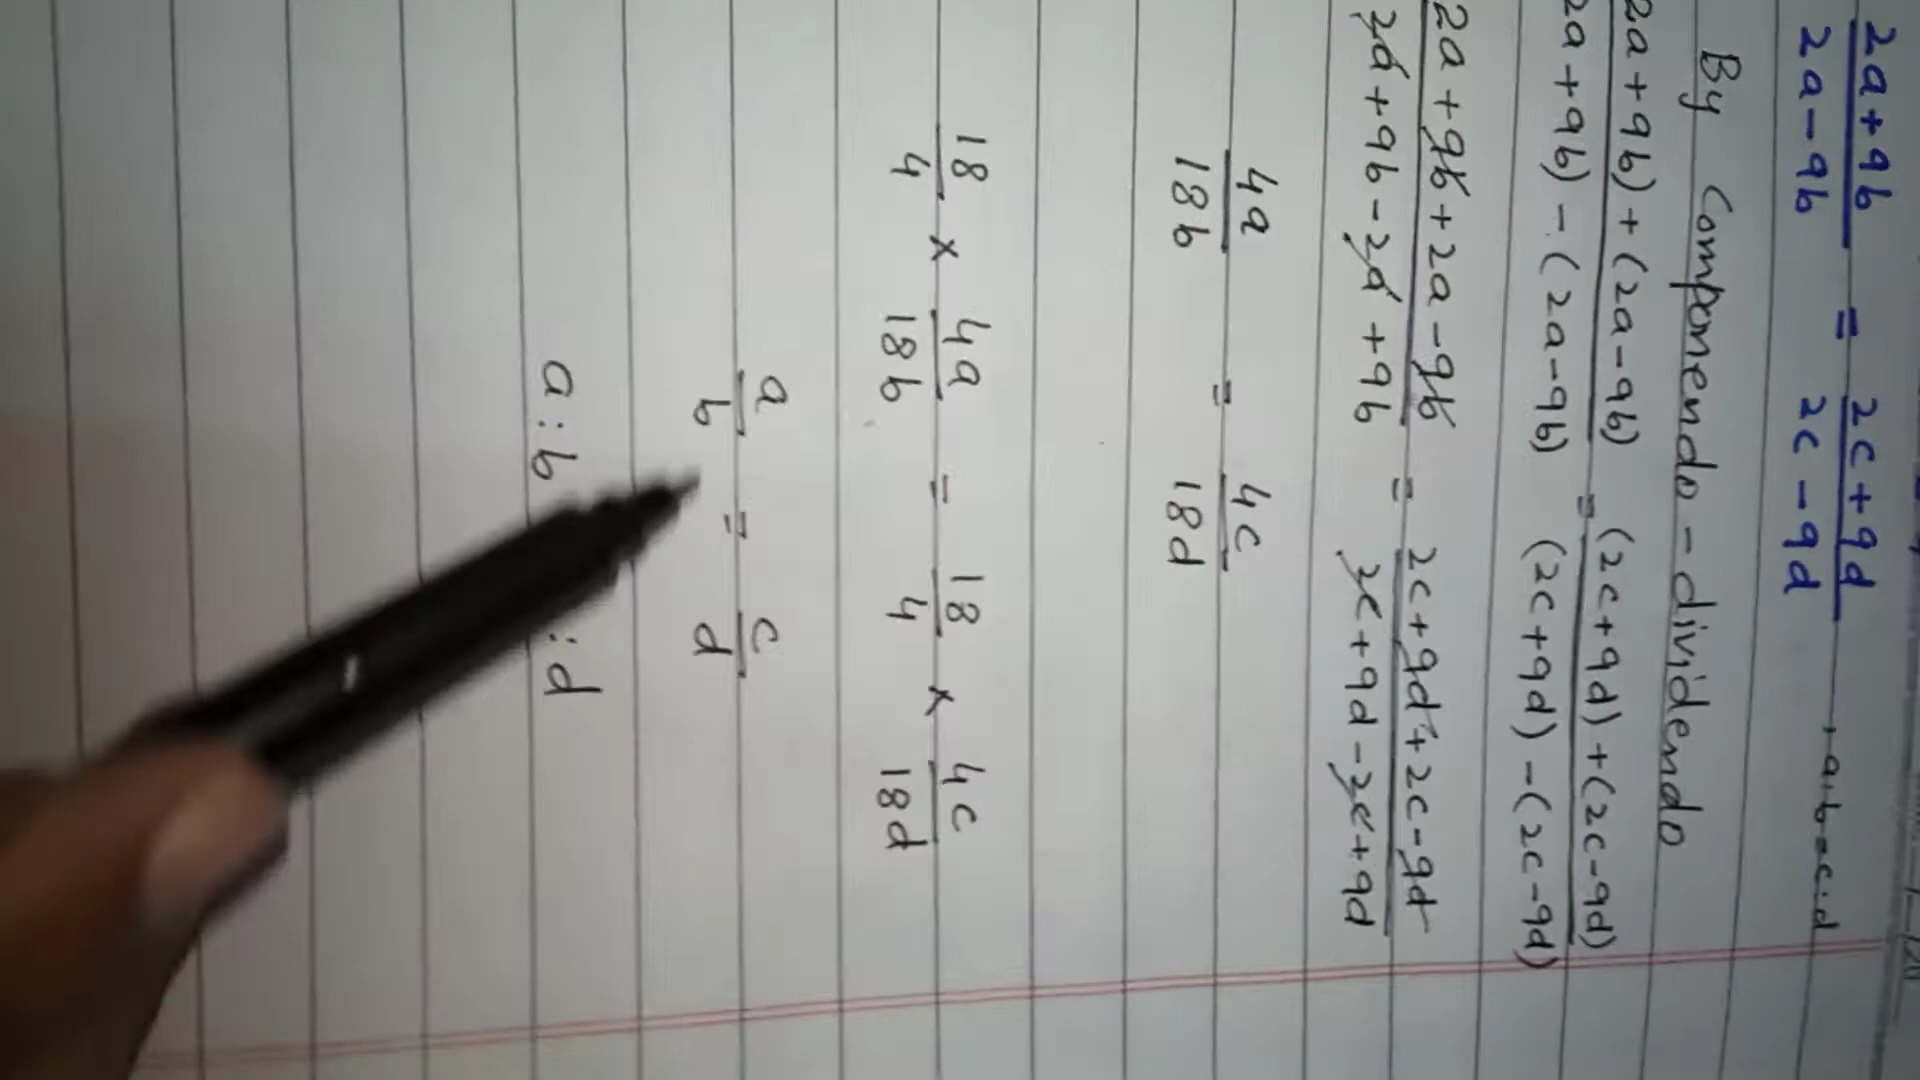 2a+9b / 2a-9b = 2c+9d / 2c-9d
a:b=c:d
By Componendo-dividendo
2a+9b)+(2a-9b) / 2a+9b)-(2a-9b) = (2c+9d)+(2c-9d) / (2c+9d)-(2c-9d)
2a+9b+2a-9b / 2a+9b-2a+9b = 2c+9d+2c-9d / 2c+9d-2c+9d
4a / 18b = 4c / 18d
18 / 4 × 4a / 18b = 18 / 4 × 4c / 18d
a / b = c / d
a:b :d